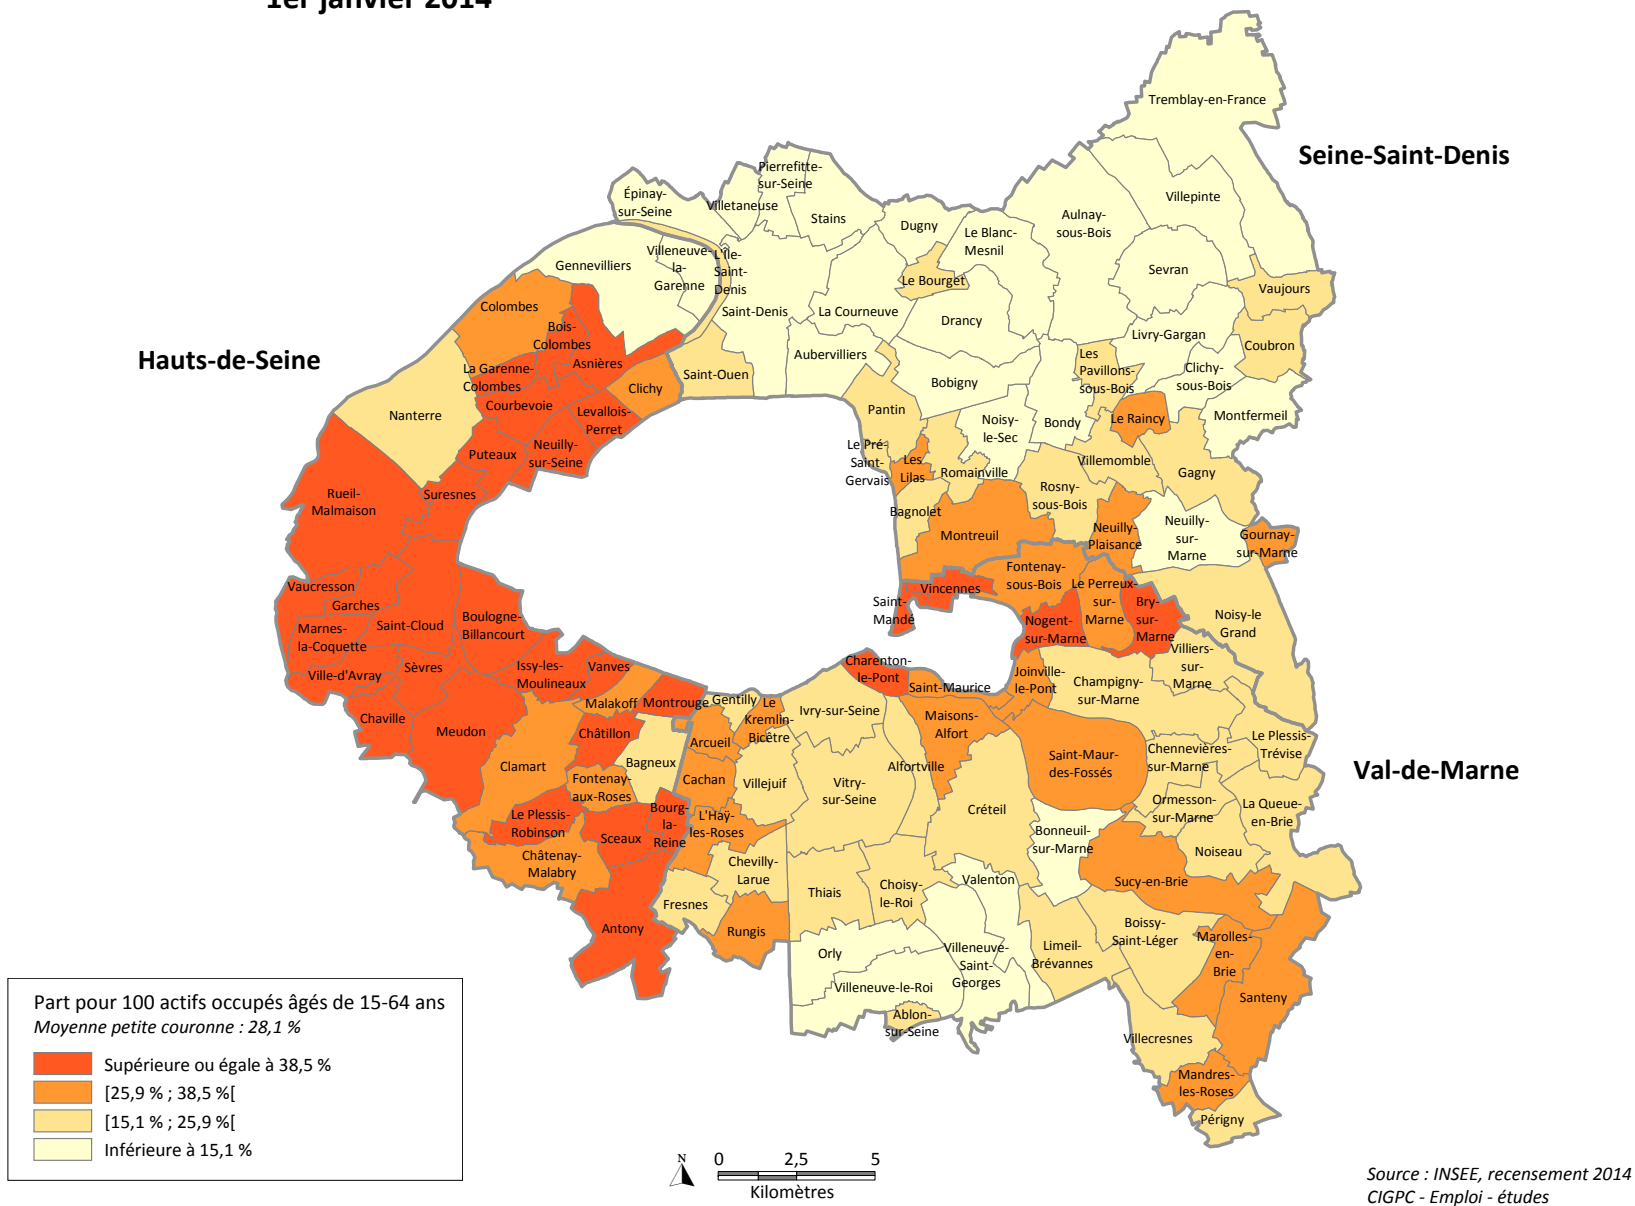 1er janvier 2014
Tremblay-en-France
Seine-Saint-Denis
Pierrefitte-
sur-Seine
Épinay-
sur-Seine
Villetaneuse
Stains
Villepinte
Aulnay-
sous-Bois
Dugny
Le Blanc-
Mesnil
Villeneuve-
la-
Garenne
L'Île-
Saint-
Denis
Gennevilliers
Sevran
Le Bourget
Vaujours
Colombes
Saint-Denis
La Courneuve
Drancy
Bois-
Colombes
Livry-Gargan
Coubron
Hauts-de-Seine
Asnières
Aubervilliers
Les
Pavillons-
sous-Bois
La Garenne-
Colombes
Clichy
Saint-Ouen
Bobigny
Clichy-
sous-Bois
Courbevoie
Levallois-
Perret
Nanterre
Pantin
Noisy-
le-Sec
Bondy
Le Raincy
Montfermeil
Neuilly-
sur-Seine
Puteaux
Le Pré-
Saint-
Gervais
Les
Lilas
Romainville
Villemomble
Gagny
Rueil-
Malmaison
Suresnes
Rosny-
sous-Bois
Bagnolet
Montreuil
Neuilly-
Plaisance
Neuilly-
sur-
Marne
Gournay-
sur-Marne
Fontenay-
sous-Bois
Le Perreux-
sur-
Marne
Vaucresson
Garches
Vincennes
Saint-
Mandé
Bry-
sur-
Marne
Noisy-le
Grand
Marnes-
la-Coquette
Saint-Cloud
Boulogne-
Billancourt
Nogent-
sur-Marne
Villiers-
sur-
Marne
Ville-d'Avray
Sèvres
Issy-les-
Moulineaux
Vanves
Charenton-
le-Pont
Saint-Maurice
Joinville-
le-Pont
Champigny-
sur-Marne
Malakoff
Montrouge
Gentilly
Le
Kremlin-
Bicêtre
Ivry-sur-Seine
Maisons-
Alfort
Chaville
Meudon
Châtillon
Arcueil
Le Plessis-
Trévise
Chennevières-
sur-Marne
Saint-Maur-
des-Fossés
Clamart
Bagneux
Alfortville
Val-de-Marne
Fontenay-
aux-Roses
Cachan
Villejuif
Vitry-
sur-Seine
Créteil
Ormesson-
sur-Marne
La Queue-
en-Brie
Le Plessis-
Robinson
Bourg-
la-
Reine
L'Haÿ-
les-Roses
Sceaux
Bonneuil-
sur-Marne
Noiseau
Châtenay-
Malabry
Chevilly-
Larue
Valenton
Sucy-en-Brie
Thiais
Choisy-
le-Roi
Fresnes
Antony
Rungis
Boissy-
Saint-Léger
Marolles-
en-
Brie
Orly
Villeneuve-
Saint-
Georges
Limeil-
Brévannes
Villeneuve-le-Roi
Santeny
Ablon-
sur-Seine
Villecresnes
Mandres-
les-Roses
Périgny
Part pour 100 actifs occupés âgés de 15-64 ans
Moyenne petite couronne : 28,1 %
Supérieure ou égale à 38,5 %
[25,9 % ; 38,5 %[
[15,1 % ; 25,9 %[
Inférieure à 15,1 %
N
0 2,5 5
Kilomètres
Source : INSEE, recensement 2014
CIGPC - Emploi - études